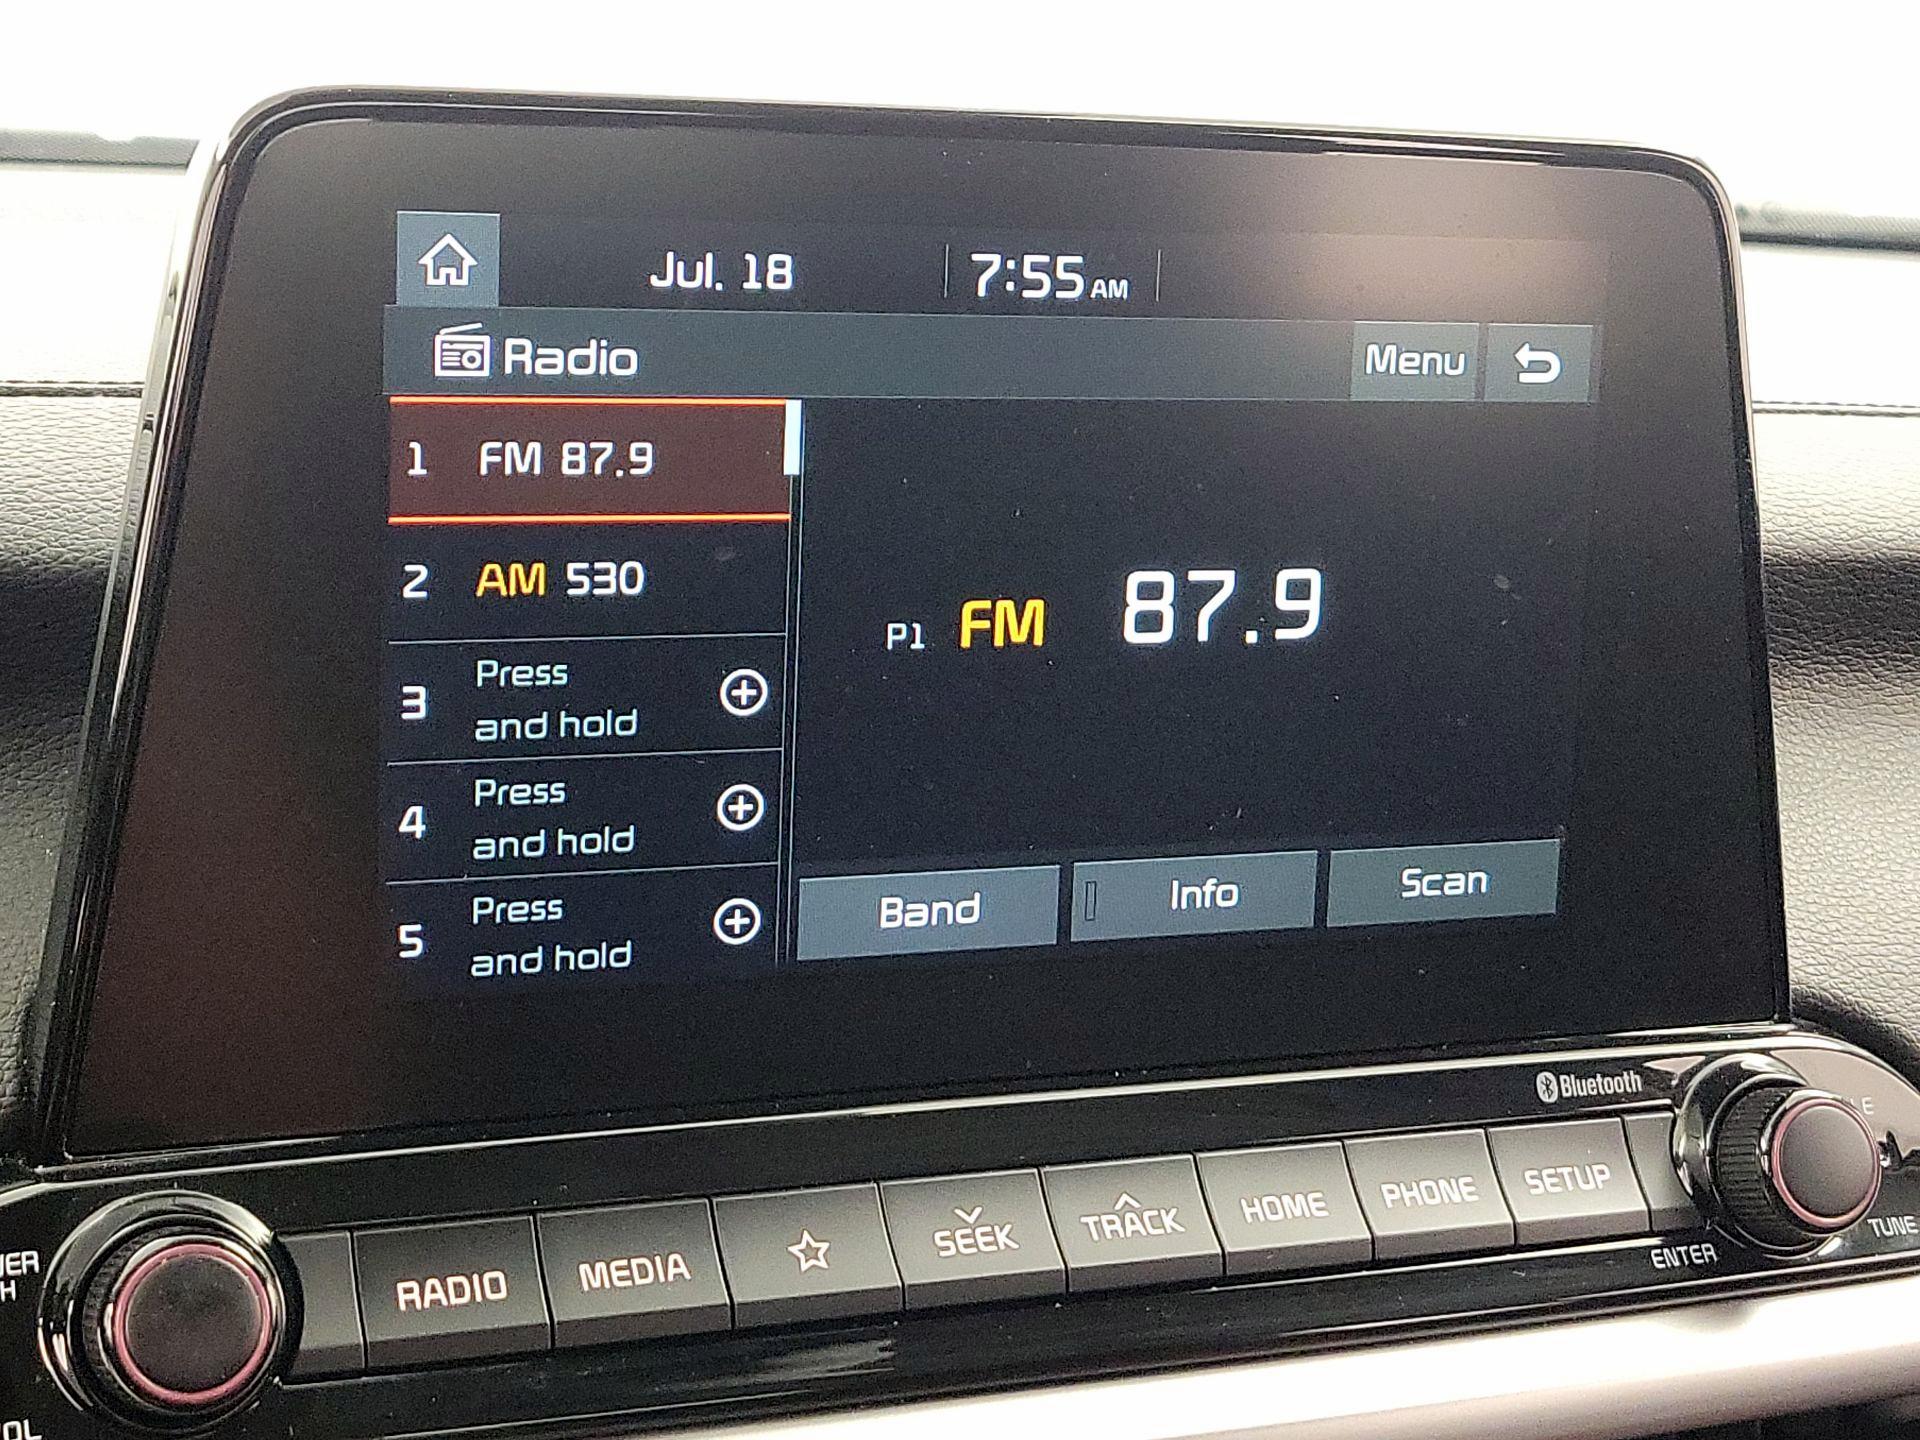 Jul. 18 7:55 AM
Radio Menu
1 FM 87.9
2 AM 530
3 Press
and hold
4 Press
and hold
5 Press
and hold
P1 FM 87.9
Band Info Scan
Bluetooth
RADIO MEDIA SEEK TRACK HOME PHONE SETUP
ENTER TUNE